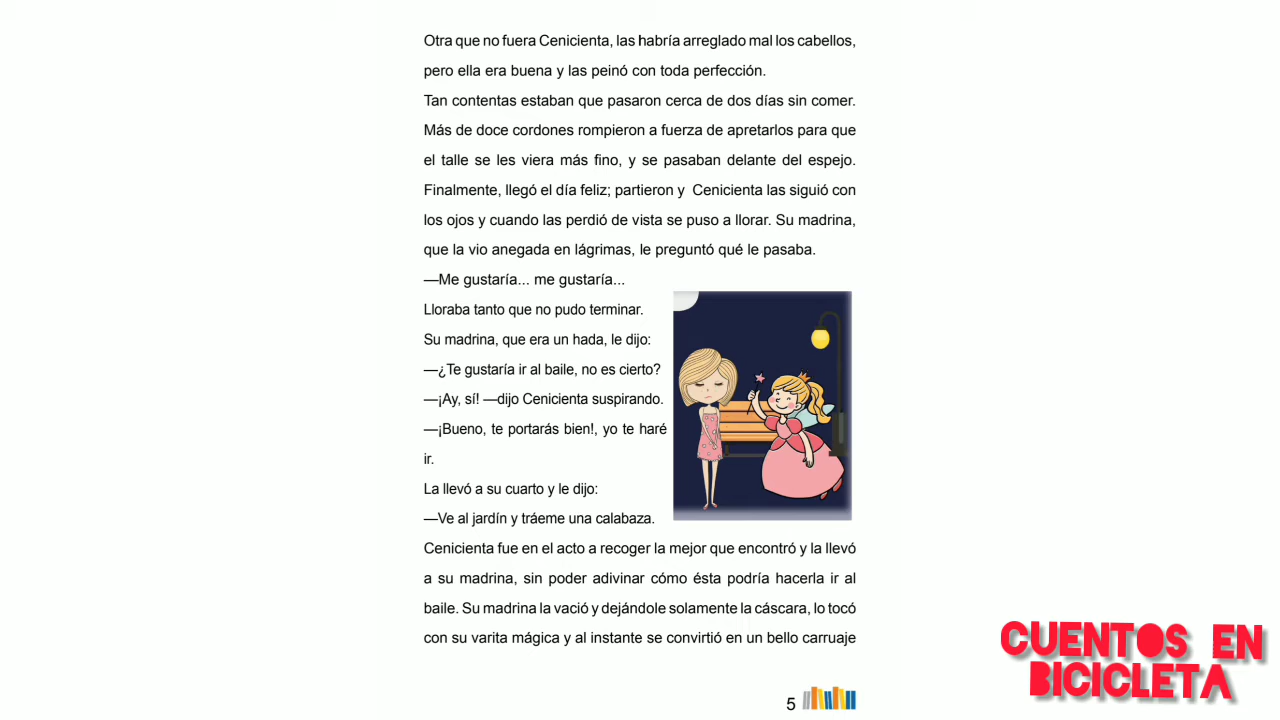 Otra que no fuera Cenicienta, las habría arreglado mal los cabellos,
pero ella era buena y las peinó con toda perfección.
Tan contentas estaban que pasaron cerca de dos días sin comer.
Más de doce cordones rompieron a fuerza de apretarlos para que
el talle se les viera más fino, y se pasaban delante del espejo.
Finalmente, llegó el día feliz; partieron y Cenicienta las siguió con
los ojos y cuando las perdió de vista se puso a llorar. Su madrina,
que la vio anegada en lágrimas, le preguntó qué le pasaba.
—Me gustaría... me gustaría...
Lloraba tanto que no pudo terminar.
Su madrina, que era un hada, le dijo:
—¿Te gustaría ir al baile, no es cierto?
—¡Ay, sí! —dijo Cenicienta suspirando.
—¡Bueno, te portarás bien!, yo te haré
ir.
La llevó a su cuarto y le dijo:
—Ve al jardín y tráeme una calabaza.
Cenicienta fue en el acto a recoger la mejor que encontró y la llevó
a su madrina, sin poder adivinar cómo ésta podría hacerla ir al
baile. Su madrina la vació y dejándole solamente la cáscara, lo tocó
con su varita mágica y al instante se convirtió en un bello carruaje
5
CUENTOS EN
BICICLETA